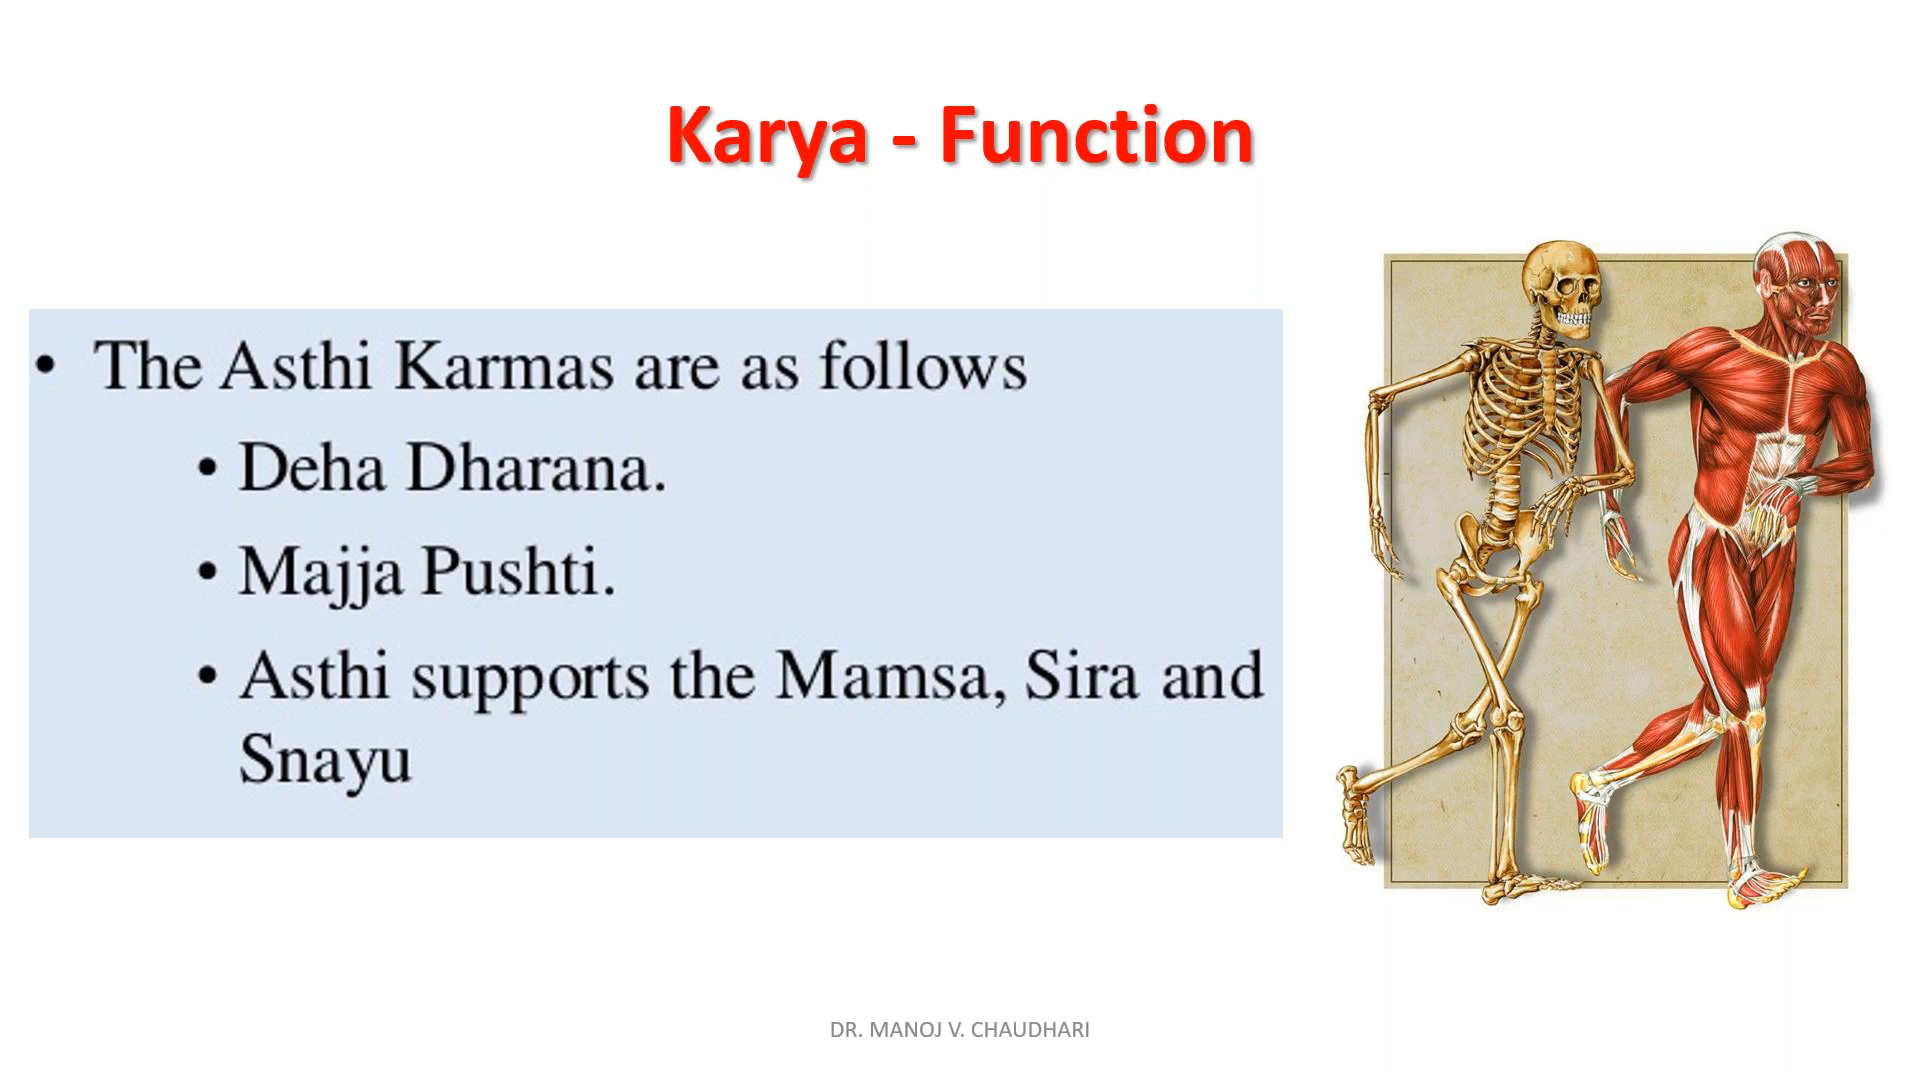 Karya - Function
• The Asthi Karmas are as follows
• Deha Dharana.
• Majja Pushti.
• Asthi supports the Mamsa, Sira and
Snayu
DR. MANOJ V. CHAUDHARI